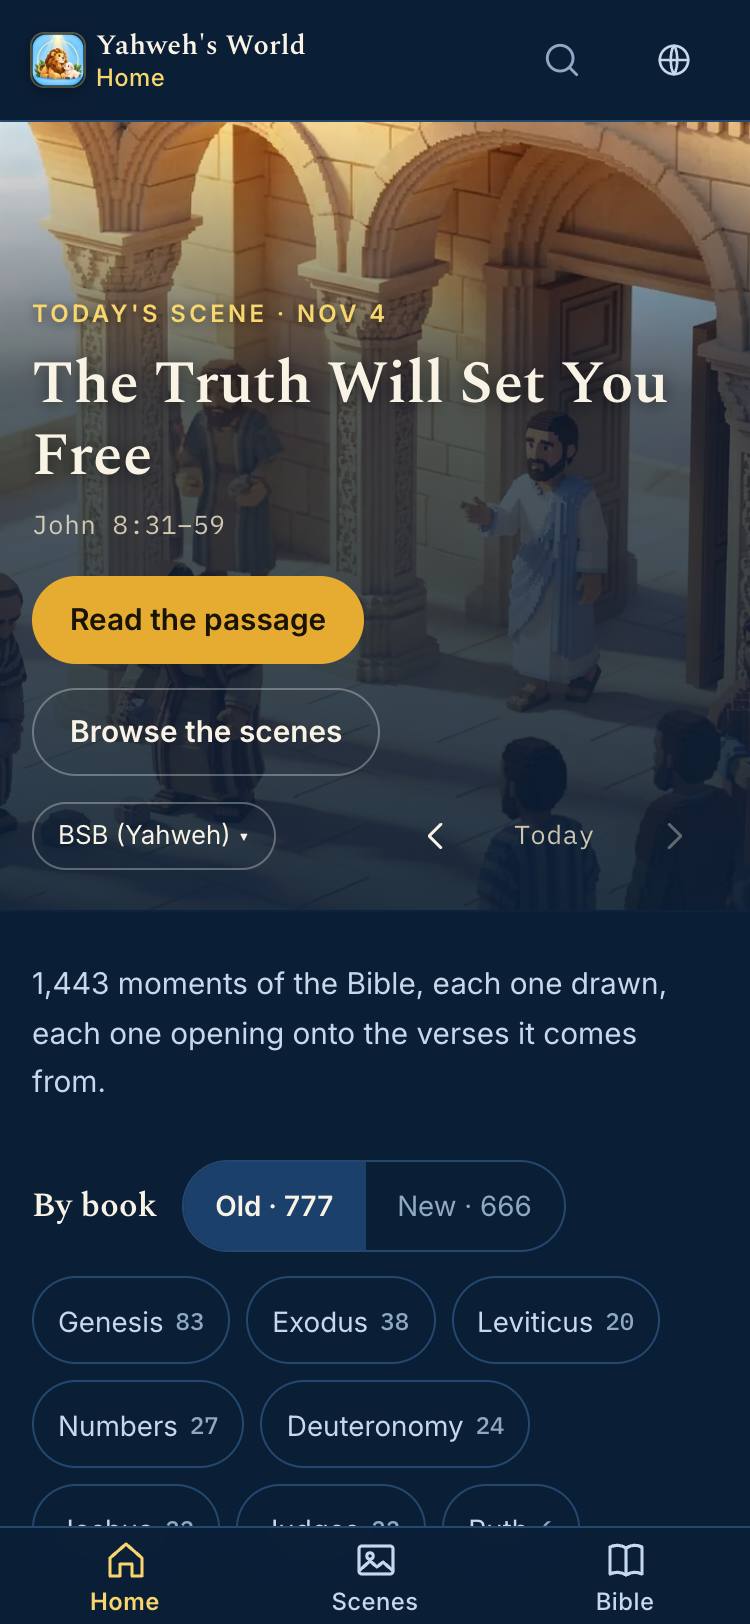 Yahweh's World
Home
TODAY'S SCENE · NOV 4
The Truth Will Set You
Free
John 8:31–59
Read the passage
Browse the scenes
BSB (Yahweh) ▾
Today
1,443 moments of the Bible, each one drawn,
each one opening onto the verses it comes
from.
By book
Old · 777
New · 666
Genesis 83
Exodus 38
Leviticus 20
Numbers 27
Deuteronomy 24
Joshua
Judges
Ruth
Home
Scenes
Bible